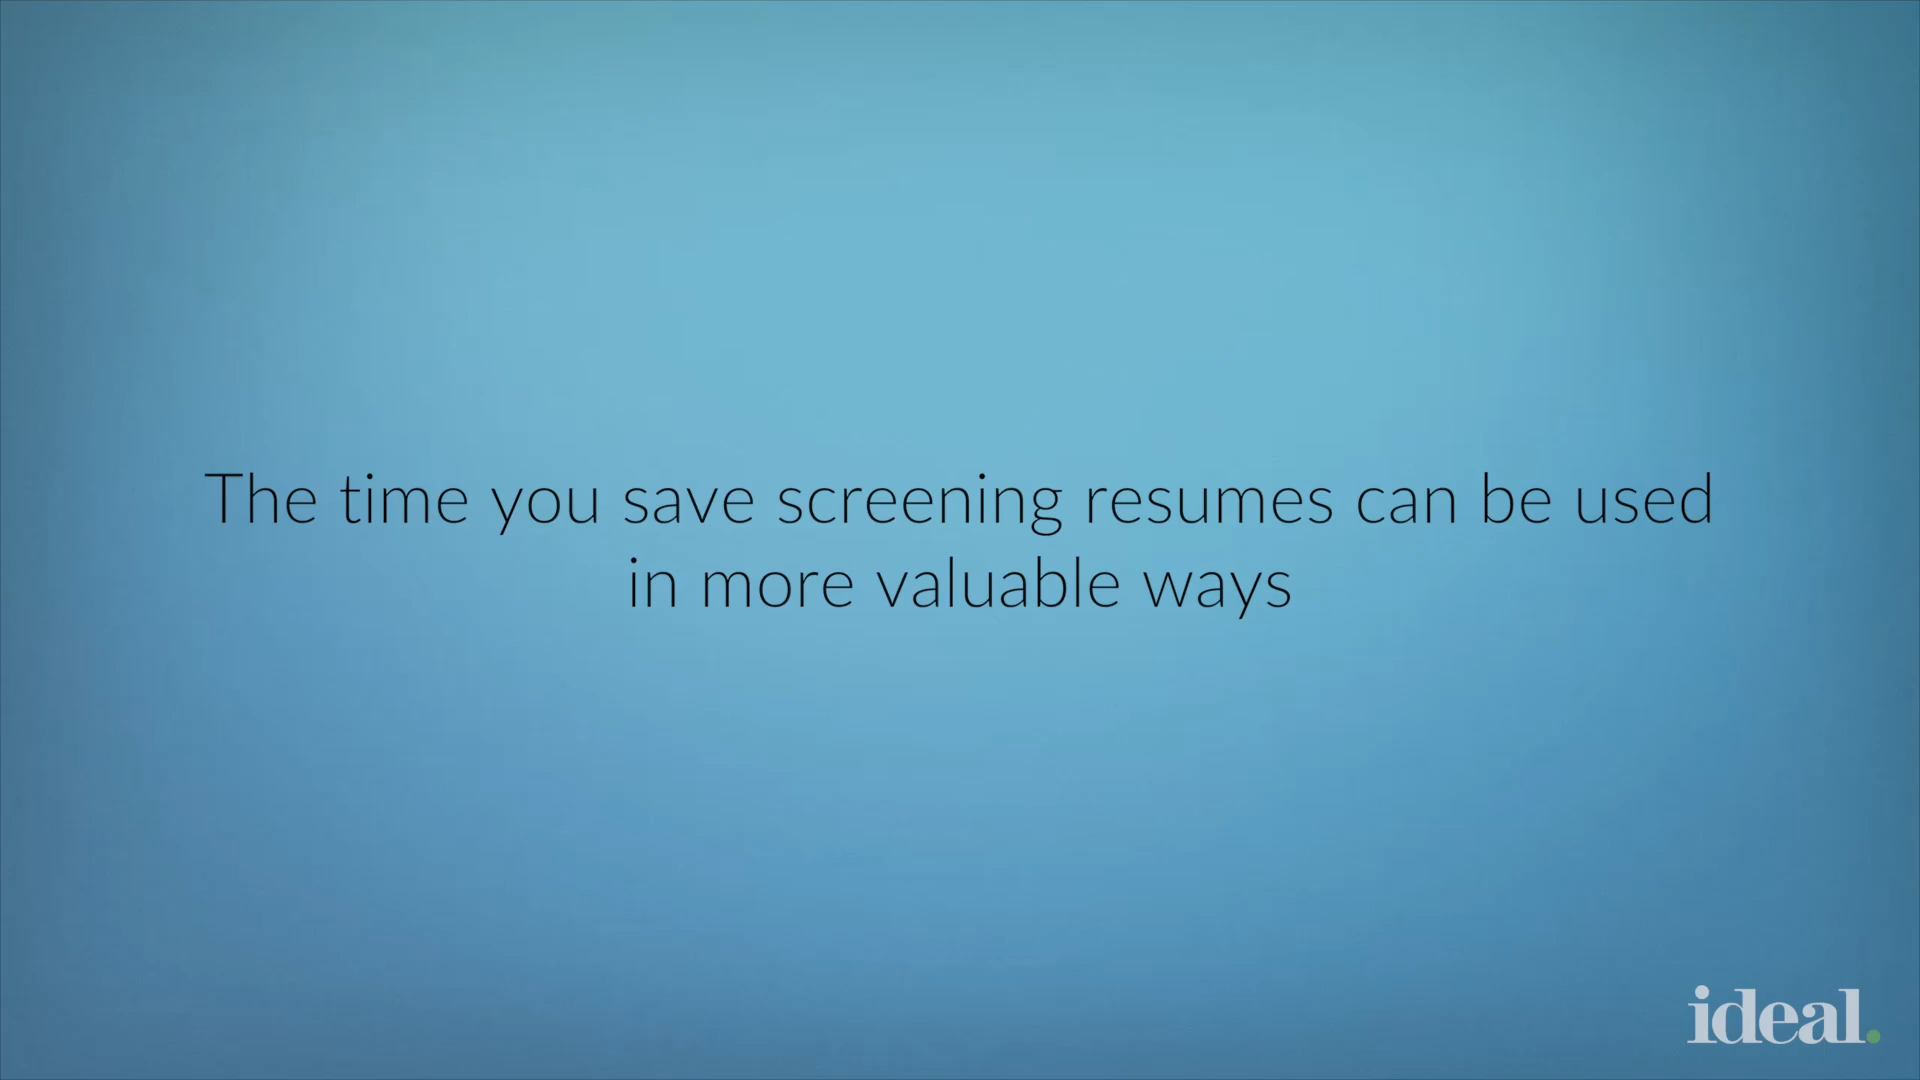 The time you save screening resumes can be used
in more valuable ways
ideal.